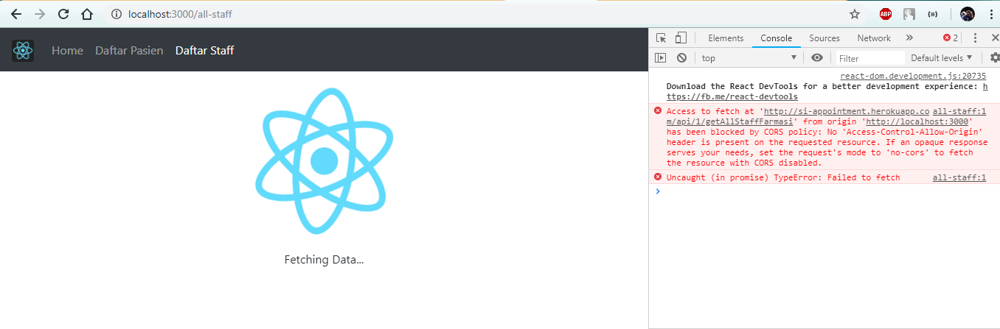 localhost:3000/all-staff
ABP
{≡}
Home Daftar Pasien Daftar Staff
Fetching Data...
Elements Console Sources Network » 2
top Filter Default levels ▼
react-dom.development.js:20735
Download the React DevTools for a better development experience: h
ttps://fb.me/react-devtools
Access to fetch at 'http://si-appointment.herokuapp.co all-staff:1
m/api/1/getAllStaffFarmasi' from origin 'http://localhost:3000'
has been blocked by CORS policy: No 'Access-Control-Allow-Origin'
header is present on the requested resource. If an opaque response
serves your needs, set the request's mode to 'no-cors' to fetch
the resource with CORS disabled.
Uncaught (in promise) TypeError: Failed to fetch all-staff:1